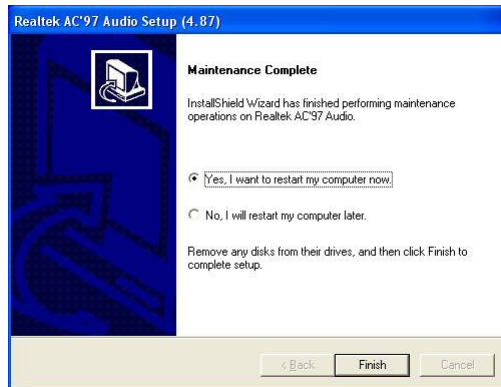 Realtek AC'97 Audio Setup (4.87)
Maintenance Complete
InstallShield Wizard has finished performing maintenance
operations on Realtek AC'97 Audio.
Yes, I want to restart my computer now.
No, I will restart my computer later.
Remove any disks from their drives, and then click Finish to
complete setup.
< Back Finish Cancel